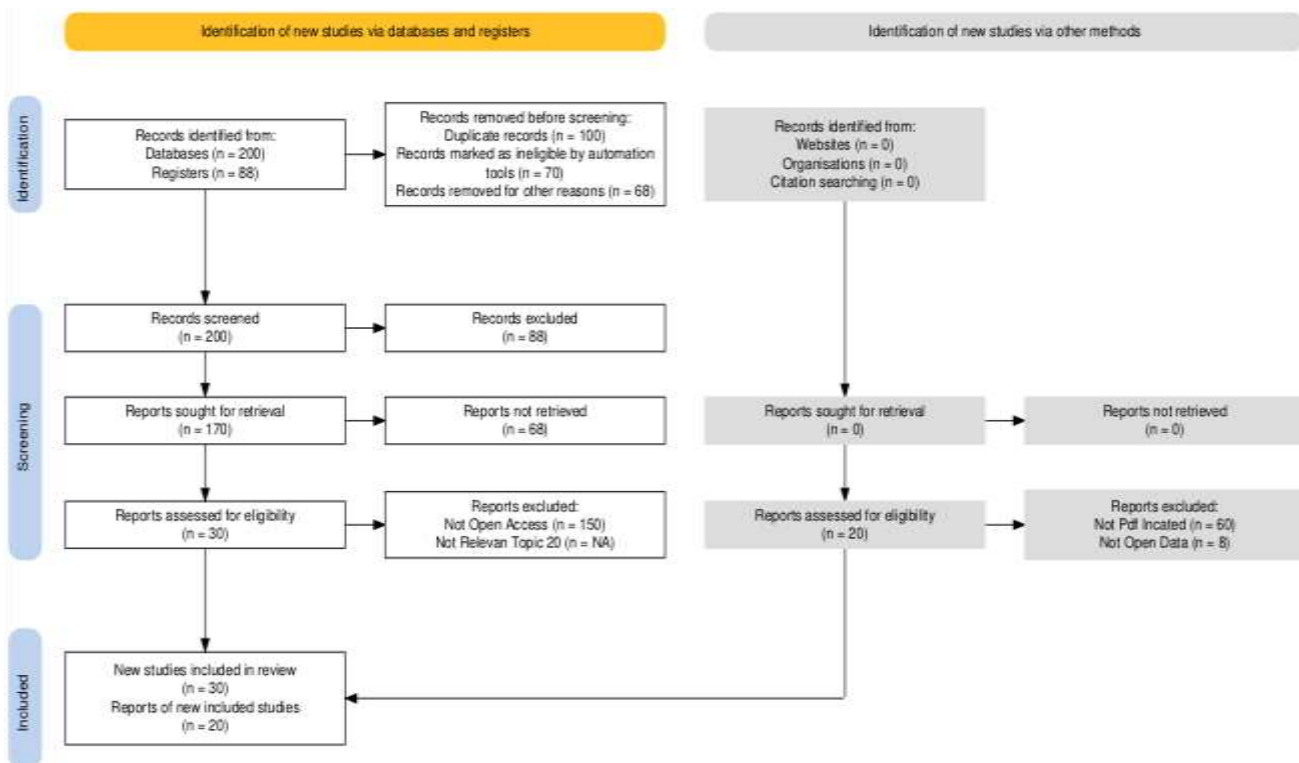 Identification of new studies via databases and registers
Identification of new studies via other methods
Identification
Records identified from:
Databases (n = 200)
Registers (n = 88)
Records removed before screening:
Duplicate records (n = 100)
Records marked as ineligible by automation
tools (n = 70)
Records removed for other reasons (n = 68)
Records identified from:
Websites (n = 0)
Organisations (n = 0)
Citation searching (n = 0)
Screening
Records screened
(n = 200)
Records excluded
(n = 88)
Reports sought for retrieval
(n = 170)
Reports not retrieved
(n = 68)
Reports sought for retrieval
(n = 0)
Reports not retrieved
(n = 0)
Reports assessed for eligibility
(n = 30)
Reports excluded:
Not Open Access (n = 150)
Not Relevan Topic 20 (n = NA)
Reports assessed for eligibility
(n = 20)
Reports excluded:
Not Pdf Incated (n = 60)
Not Open Data (n = 8)
Included
New studies included in review
(n = 30)
Reports of new included studies
(n = 20)